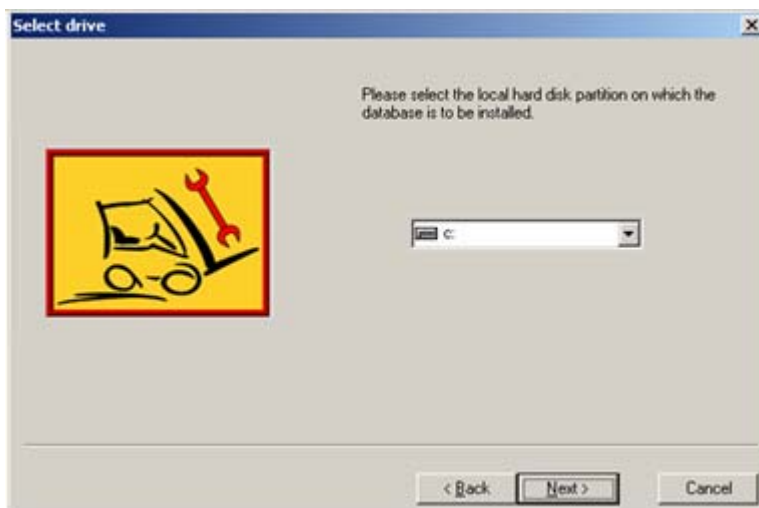 Select drive
Please select the local hard disk partition on which the
database is to be installed.
c:
< Back
Next >
Cancel